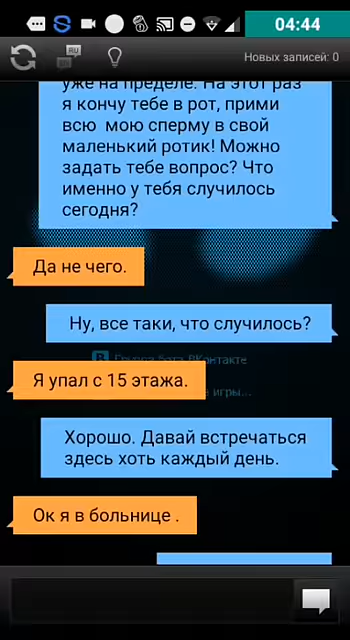 04:44
RU
Новых записей: 0
уже на пределе. На этот раз
я кончу тебе в рот, прими
всю мою сперму в свой
маленький ротик! Можно
задать тебе вопрос? Что
именно у тебя случилось
сегодня?
Да не чего.
Ну, все таки, что случилось?
В Группа бота ВКонтакте
Я упал с 15 этажа.
игры...
Хорошо. Давай встречаться
здесь хоть каждый день.
Ок я в больнице .